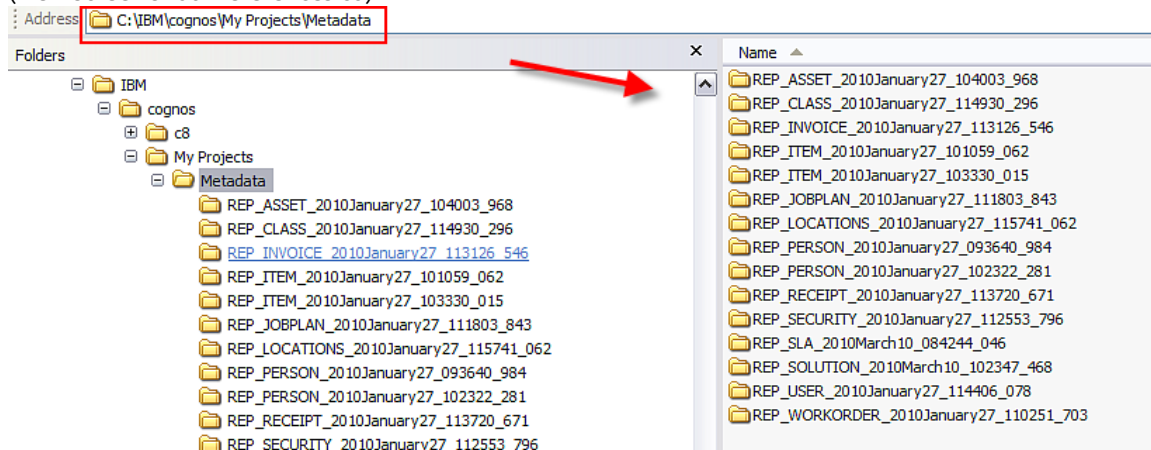 Address C:\IBM\cognos\My Projects\Metadata
Folders
IBM
cognos
c8
My Projects
Metadata
REP_ASSET_2010January27_104003_968
REP_CLASS_2010January27_114930_296
REP_INVOICE_2010January27_113126_546
REP_ITEM_2010January27_101059_062
REP_ITEM_2010January27_103330_015
REP_JOBPLAN_2010January27_111803_843
REP_LOCATIONS_2010January27_115741_062
REP_PERSON_2010January27_093640_984
REP_PERSON_2010January27_102322_281
REP_RECEIPT_2010January27_113720_671
REP_SECURITY_2010January27_112553_796
Name
REP_ASSET_2010January27_104003_968
REP_CLASS_2010January27_114930_296
REP_INVOICE_2010January27_113126_546
REP_ITEM_2010January27_101059_062
REP_ITEM_2010January27_103330_015
REP_JOBPLAN_2010January27_111803_843
REP_LOCATIONS_2010January27_115741_062
REP_PERSON_2010January27_093640_984
REP_PERSON_2010January27_102322_281
REP_RECEIPT_2010January27_113720_671
REP_SECURITY_2010January27_112553_796
REP_SLA_2010March10_084244_046
REP_SOLUTION_2010March10_102347_468
REP_USER_2010January27_114406_078
REP_WORKORDER_2010January27_110251_703